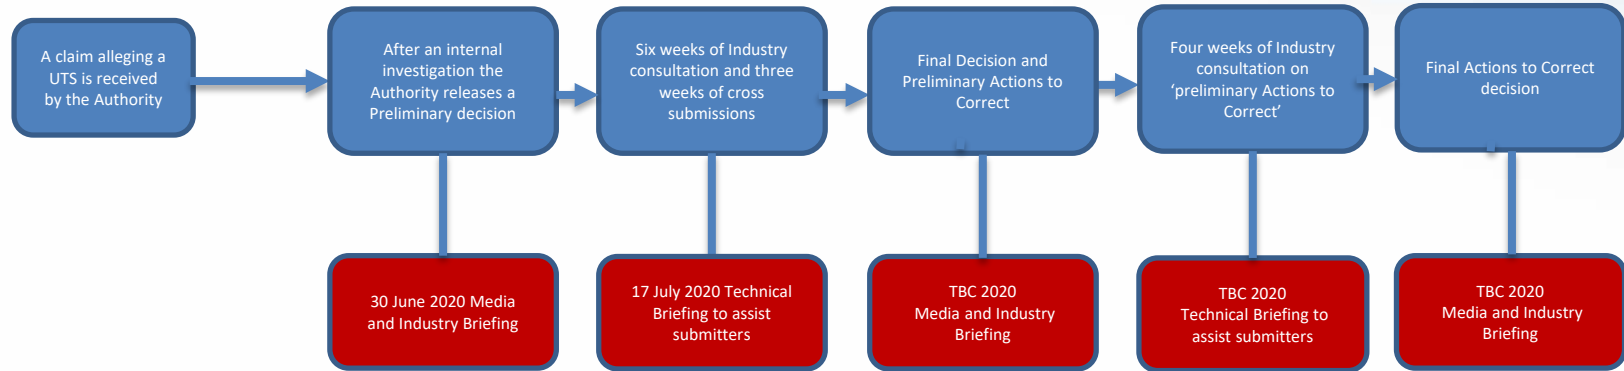 A claim alleging a
UTS is received
by the Authority
After an internal
investigation the
Authority releases a
Preliminary decision
Six weeks of Industry
consultation and three
weeks of cross
submissions
Final Decision and
Preliminary Actions to
Correct
Four weeks of Industry
consultation on
‘preliminary Actions to
Correct’
Final Actions to Correct
decision
30 June 2020 Media
and Industry Briefing
17 July 2020 Technical
Briefing to assist
submitters
TBC 2020
Media and Industry
Briefing
TBC 2020
Technical Briefing to
assist submitters
TBC 2020
Media and Industry
Briefing